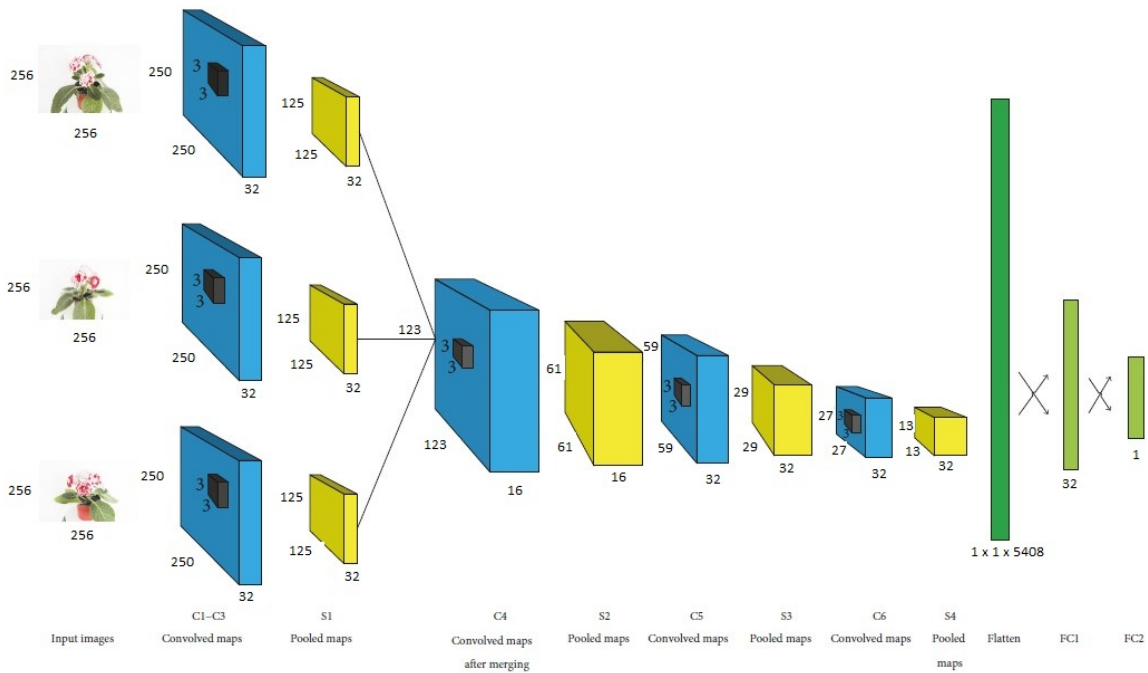 256
256
250
3
3
250
32
125
125
32
256
256
250
3
3
250
32
125
125
32
256
256
250
3
3
250
32
125
125
32
123
3
3
123
16
61
61
16
59
3
3
59
32
29
29
32
27
3
3
27
32
13
13
32
1 x 1 x 5408
32
1
Input images
C1–C3
Convolved maps
S1
Pooled maps
C4
Convolved maps
after merging
S2
Pooled maps
C5
Convolved maps
S3
Pooled maps
C6
Convolved maps
S4
Pooled
maps
Flatten
FC1
FC2